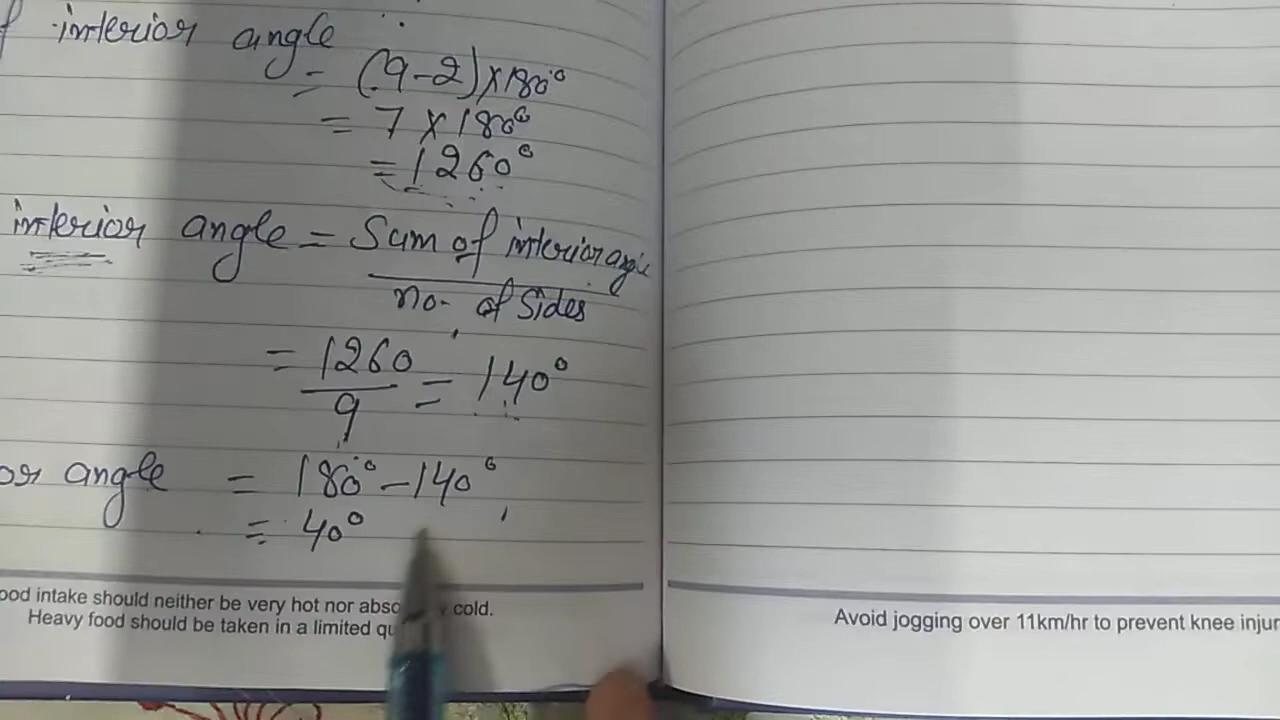 interior angle
= (9-2)×180°
= 7×180°
= 1260°
interior angle = Sum of interior angle
no. of Sides
= 1260 = 140°
9
or angle = 180° - 140°
= 40°
ood intake should neither be very hot nor abso y cold.
Heavy food should be taken in a limited qu
Avoid jogging over 11km/hr to prevent knee injur